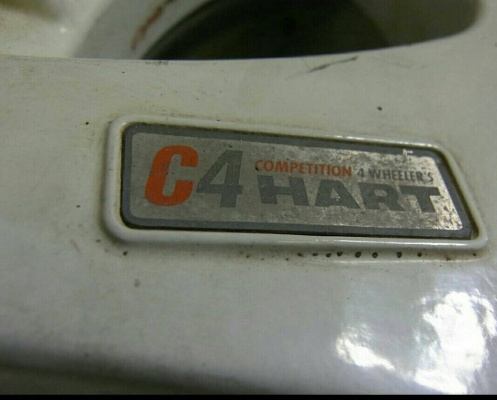 C4 COMPETITION 4 WHEELER'S
HART